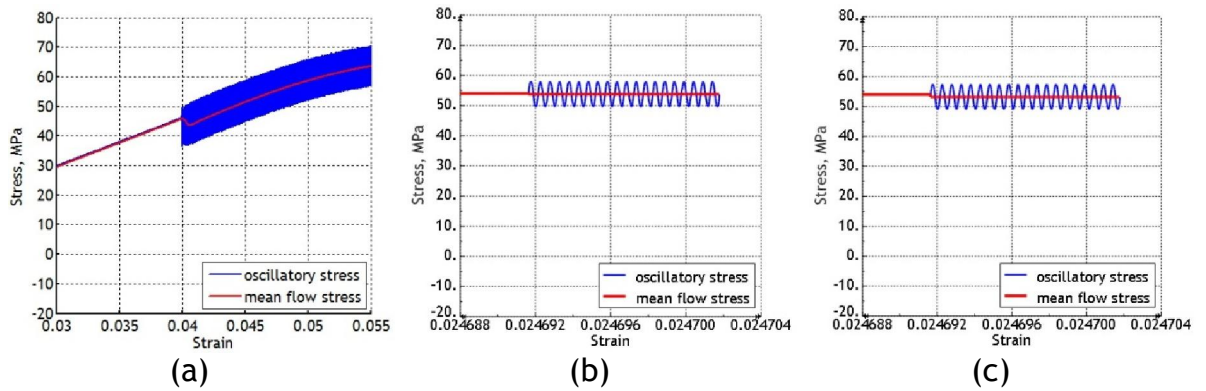 80
70
60
50
40
30
20
10
0
-10
-20
Stress, MPa
oscillatory stress
mean flow stress
0.03 0.035 0.04 0.045 0.05 0.055
Strain
(a)
80.
70.
60.
50.
40.
30.
20.
10.
0.
-10.
-20.
Stress, MPa
oscillatory stress
mean flow stress
0.024688 0.024692 0.024696 0.024700 0.024704
Strain
(b)
80.
70.
60.
50.
40.
30.
20.
10.
0.
-10.
-20.
Stress, MPa
oscillatory stress
mean flow stress
0.024688 0.024692 0.024696 0.024700 0.024704
Strain
(c)